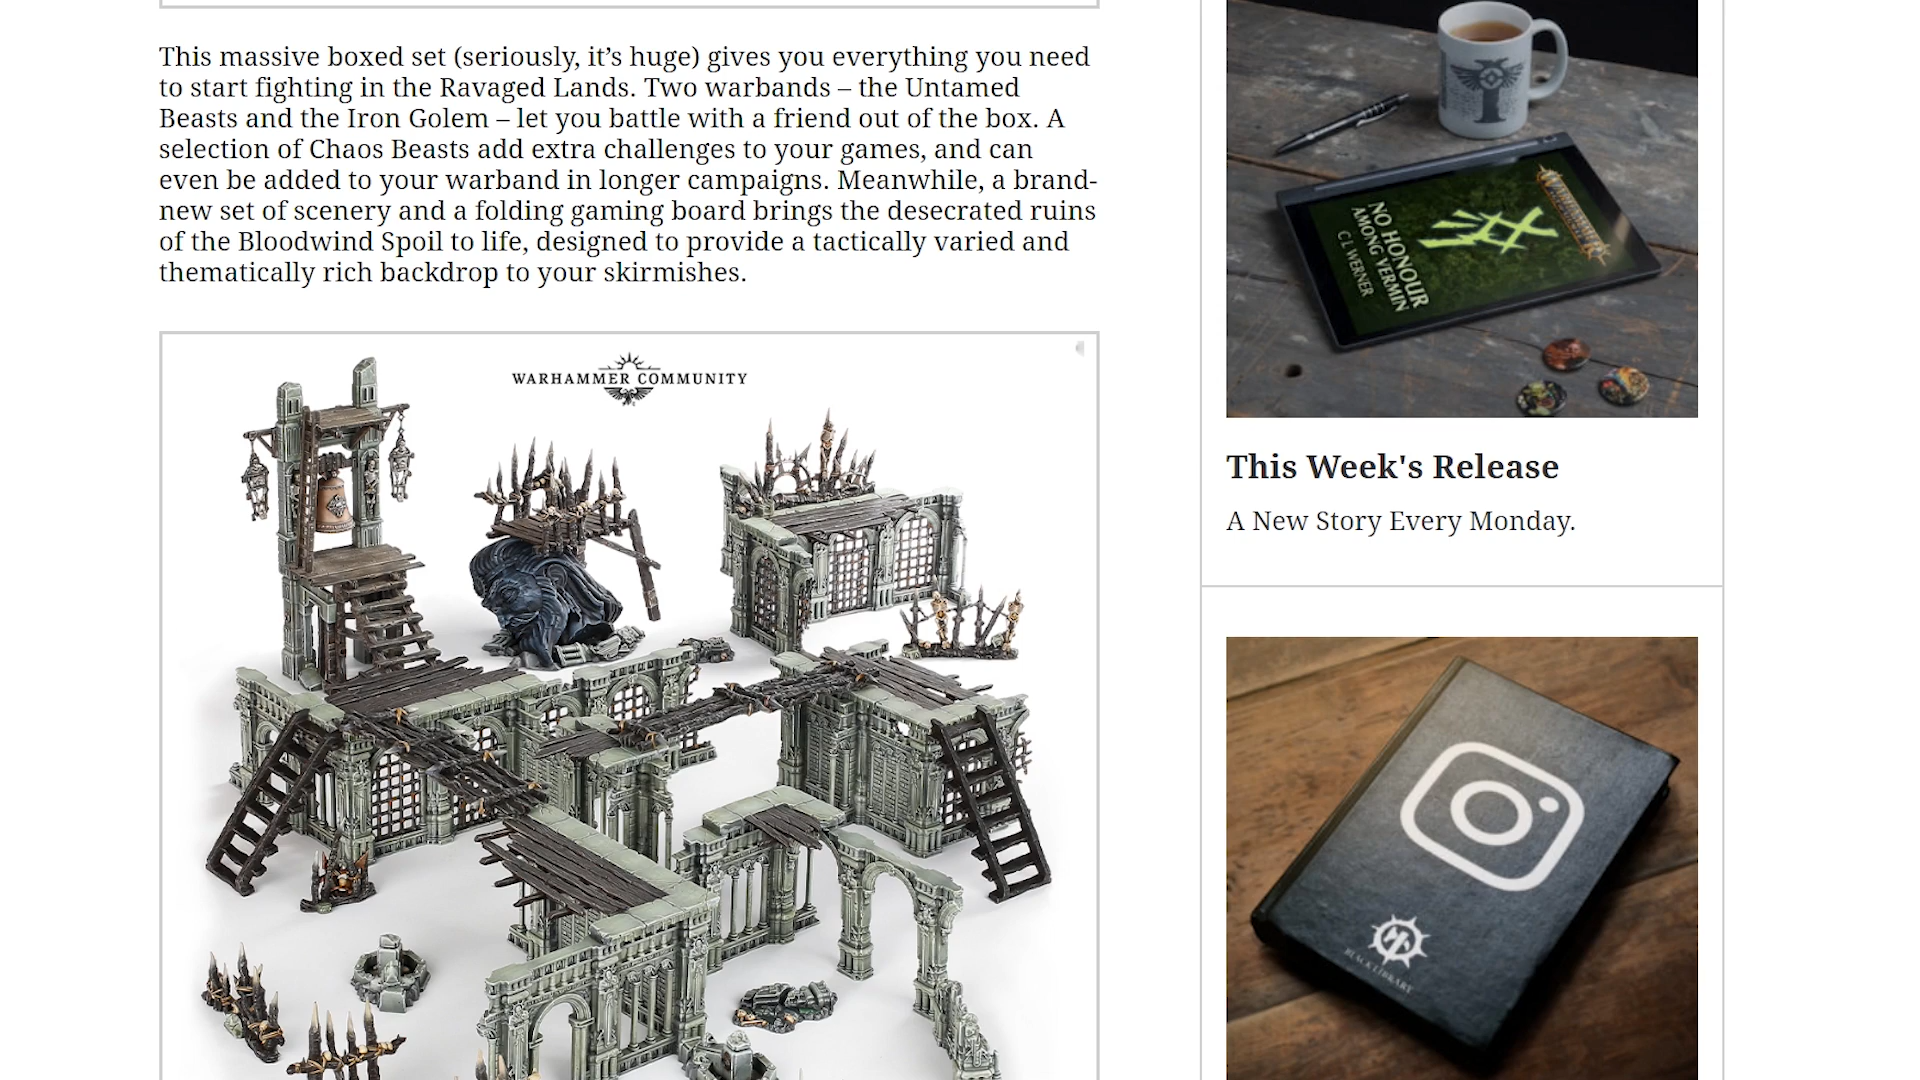 This massive boxed set (seriously, it’s huge) gives you everything you need
to start fighting in the Ravaged Lands. Two warbands – the Untamed
Beasts and the Iron Golem – let you battle with a friend out of the box. A
selection of Chaos Beasts add extra challenges to your games, and can
even be added to your warband in longer campaigns. Meanwhile, a brand-
new set of scenery and a folding gaming board brings the desecrated ruins
of the Bloodwind Spoil to life, designed to provide a tactically varied and
thematically rich backdrop to your skirmishes.
WARHAMMER COMMUNITY
WARHAMMER
NO HONOUR
AMONG VERMIN
C L WERNER
This Week's Release
A New Story Every Monday.
BLACK LIBRARY